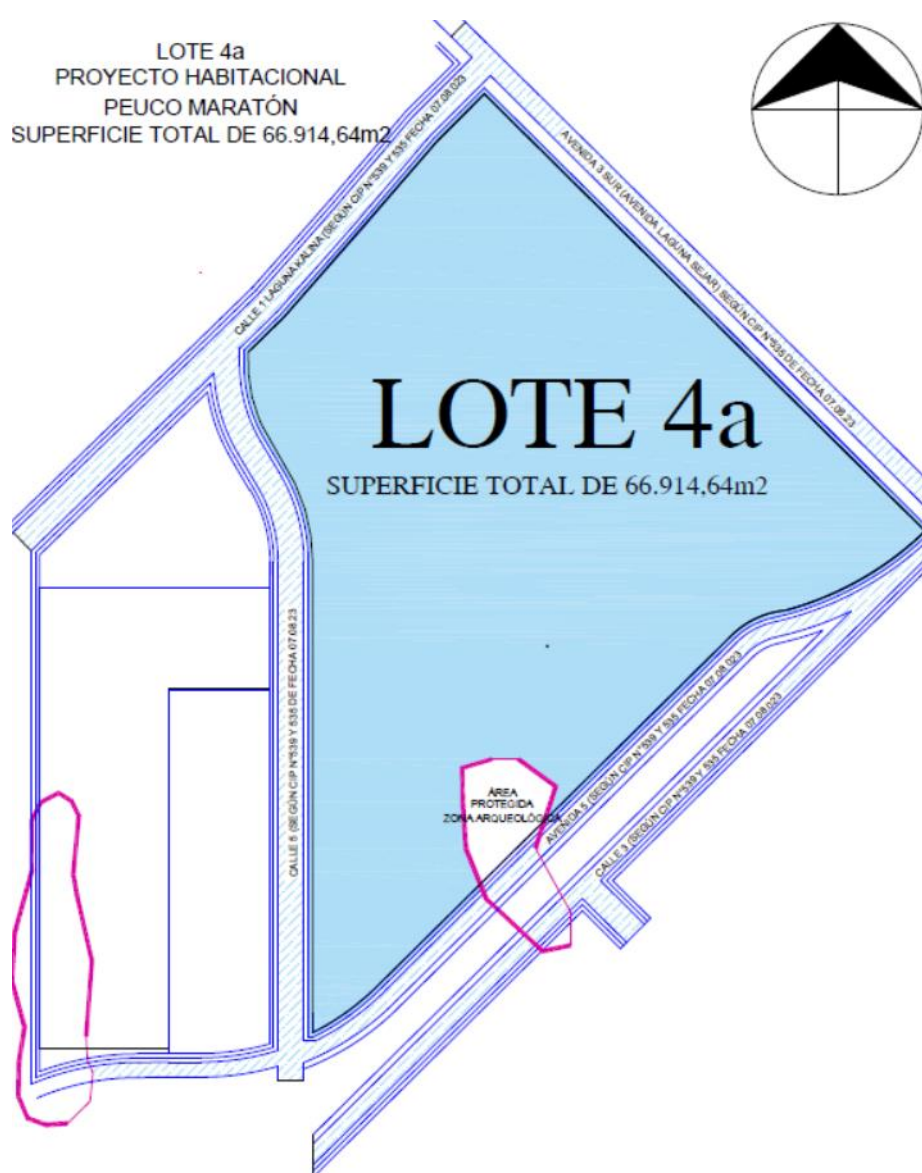 LOTE 4a
PROYECTO HABITACIONAL
PEUCO MARATÓN
SUPERFICIE TOTAL DE 66.914,64m2
CALLE 1 LAGUNA KALINA (SEGÚN CIP N°539 Y 535 FECHA 07.08.023
AVENIDA 3 SUR (AVENIDA LAGUNA SEJAR) SEGÚN CIP N°535 DE FECHA 07.08.23
LOTE 4a
SUPERFICIE TOTAL DE 66.914,64m2
CALLE 5 (SEGÚN CIP N°539 Y 535 DE FECHA 07.08.23
ÁREA
PROTEGIDA
ZONA ARQUEOLÓGICA
AVENIDA 5 (SEGÚN CIP N°539 Y 535 FECHA 07.08.023
CALLE 3 (SEGÚN CIP N°539 Y 535 FECHA 07.08.023